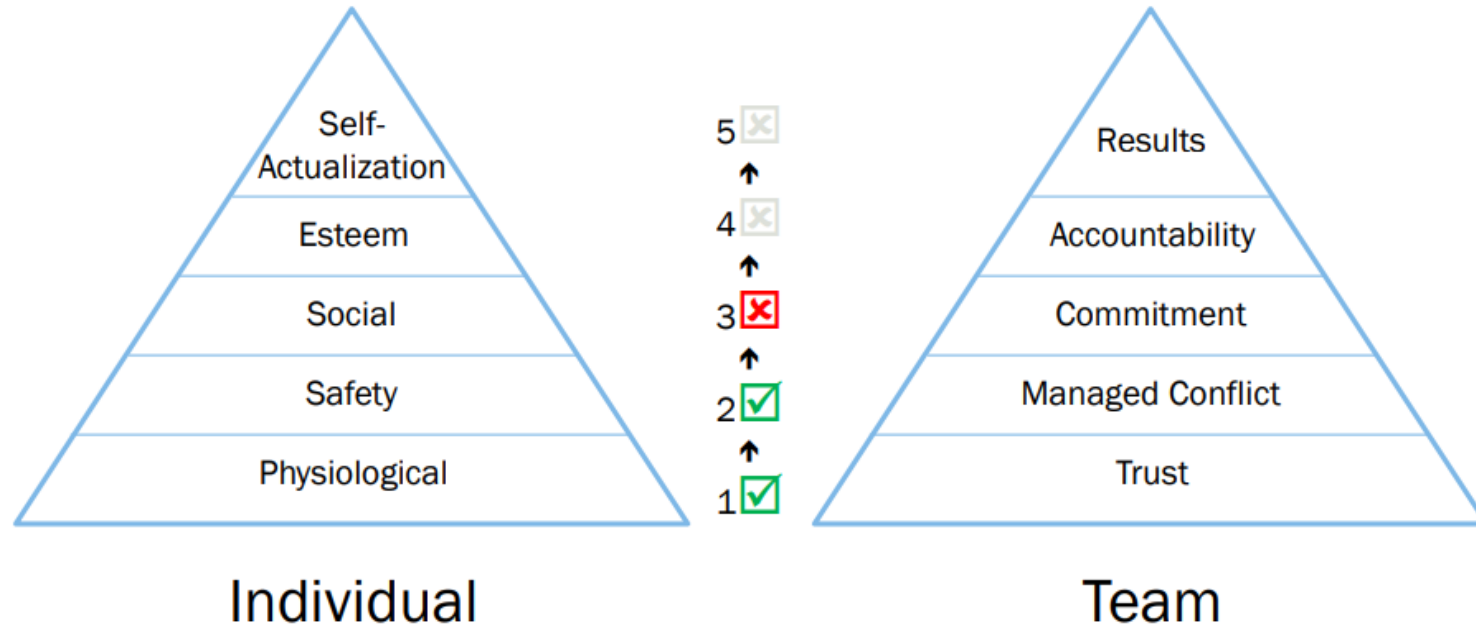 Self-
Actualization
Esteem
Social
Safety
Physiological
Individual
5
4
3
2
1
Results
Accountability
Commitment
Managed Conflict
Trust
Team